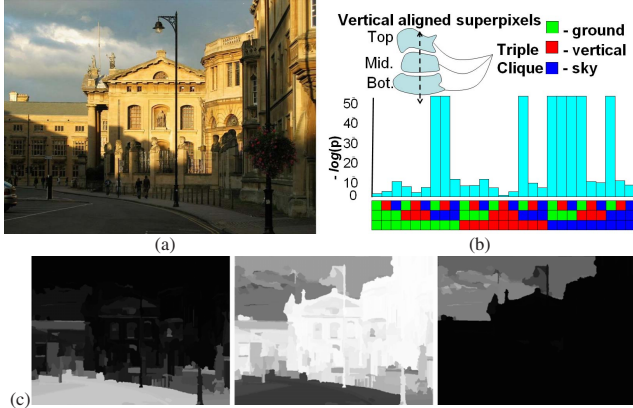 Vertical aligned superpixels
Top
Mid.
Bot.
Triple
Clique
- ground
- vertical
- sky
- log(p)
50
40
30
20
10
0
(a)
(b)
(c)